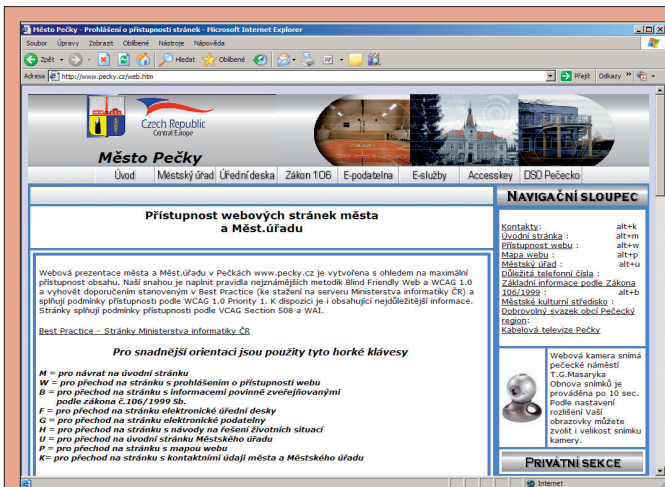 Město Pečky - Prohlášení o přístupnosti stránek - Microsoft Internet Explorer
Soubor Úpravy Zobrazit Oblíbené Nástroje Nápověda
Zpět Hledat Oblíbené
Adresa http://www.pecky.cz/web.htm Přejít Odkazy
Czech Republic
Central Europe
Město Pečky
Úvod Městský úřad Úřední deska Zákon 106 E-podatelna E-služby Accesskey DSO Pečecko
Přístupnost webových stránek města
a Měst.úřadu
Webová prezentace města a Měst.úřadu v Pečkách www.pecky.cz je vytvořena s ohledem na maximální
přístupnost obsahu. Naší snahou je naplnit pravidla nejznámějších metodik Blind Friendly Web a WCAG 1.0
a vyhovět doporučením stanoveným v Best Practice (ke stažení na serveru Ministerstva informatiky ČR) a
splňují podmínky přístupnosti podle WCAG 1.0 Priority 1. K dispozici je i obsahující nejdůležitější informace.
Stránky splňují podmínky přístupnosti podle VCAG Section 508 a WAI.
Best Practice - Stránky Ministerstva informatiky ČR
Pro snadnější orientaci jsou použity tyto horké klávesy
M = pro návrat na úvodní stránku
W = pro přechod na stránku s prohlášením o přístupnosti webu
B = pro přechod na stránku s informacemi povinně zveřejňovanými
podle zákona č.106/1999 Sb.
F = pro přechod na stránku elektronické úřední desky
G = pro přechod na stránku elektronické podatelny
H = pro přechod na stránku s návody na řešení životních situací
U = pro přechod na úvodní stránku Městského úřadu
P = pro přechod na stránku s mapou webu
K= pro přechod na stránku s kontaktními údaji města a Městského úřadu
NAVIGAČNÍ SLOUPEC
Kontakty: alt+k
Úvodní stránka : alt+m
Přístupnost webu : alt+w
Mapa webu : alt+p
Městský úřad : alt+u
Důležitá telefonní čísla :
Základní informace podle Zákona
106/1999 : alt+b
Městské kulturní středisko :
Dobrovolný svazek obcí Pečecký
region:
Kabelová televize Pečky
Webová kamera snímá
pečecké náměstí
T.G.Masaryka
Obnova snímků je
prováděna po 10 sec.
Podle nastavení
rozlišení Vaší
obrazovky můžete
zvolit i velikost snímku
kamery.
PRIVÁTNÍ SEKCE
Internet